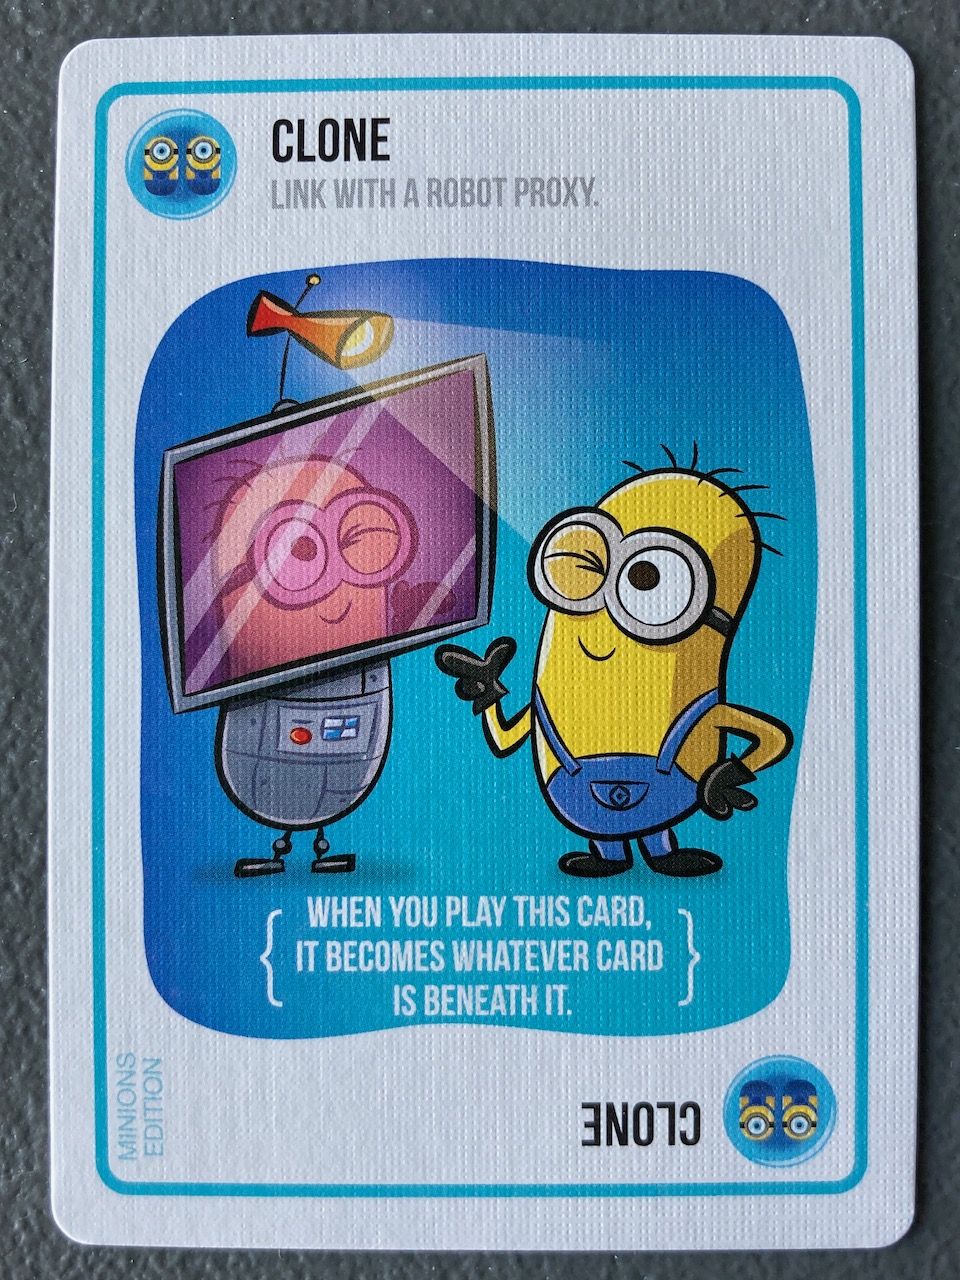 CLONE
LINK WITH A ROBOT PROXY.
WHEN YOU PLAY THIS CARD,
IT BECOMES WHATEVER CARD
IS BENEATH IT.
MINIONS
EDITION
CLONE